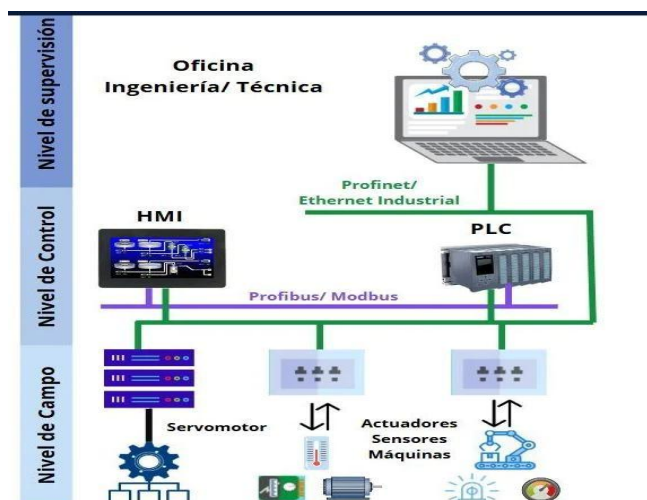 Nivel de supervisión
Oficina
Ingeniería/ Técnica
Profinet/
Ethernet Industrial
Nivel de Control
HMI
PLC
Profibus/ Modbus
Nivel de Campo
Servomotor
Actuadores
Sensores
Máquinas